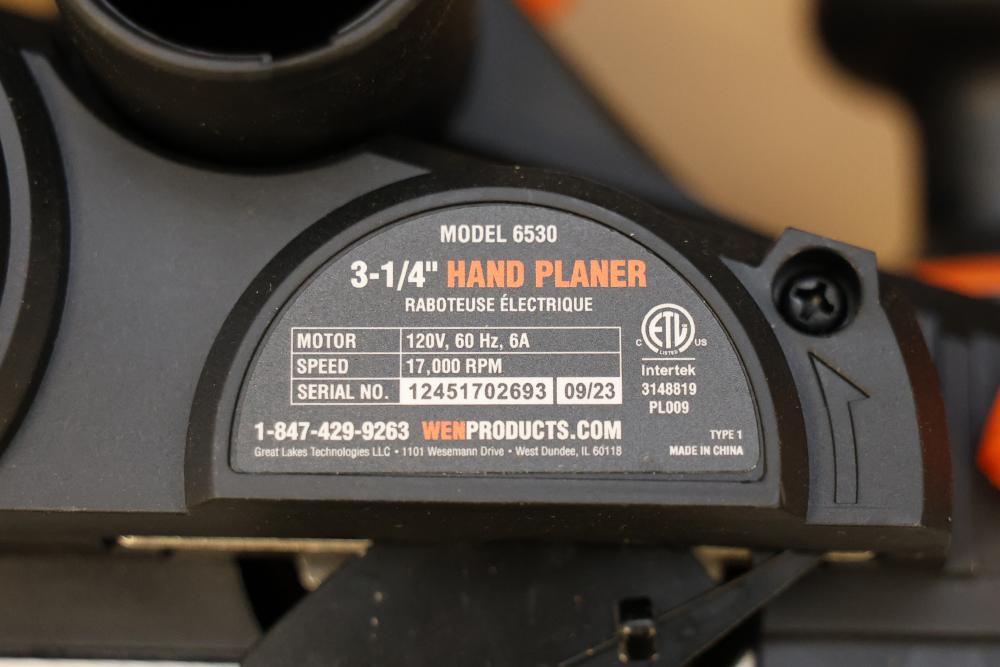 MODEL 6530
3-1/4" HAND PLANER
RABOTEUSE ÉLECTRIQUE
MOTOR 120V, 60 Hz, 6A
SPEED 17,000 RPM
SERIAL NO. 12451702693 09/23
C ETL US
LISTED
Intertek
3148819
PL009
1-847-429-9263 WENPRODUCTS.COM
Great Lakes Technologies LLC • 1101 Wesemann Drive • West Dundee, IL 60118
TYPE 1
MADE IN CHINA